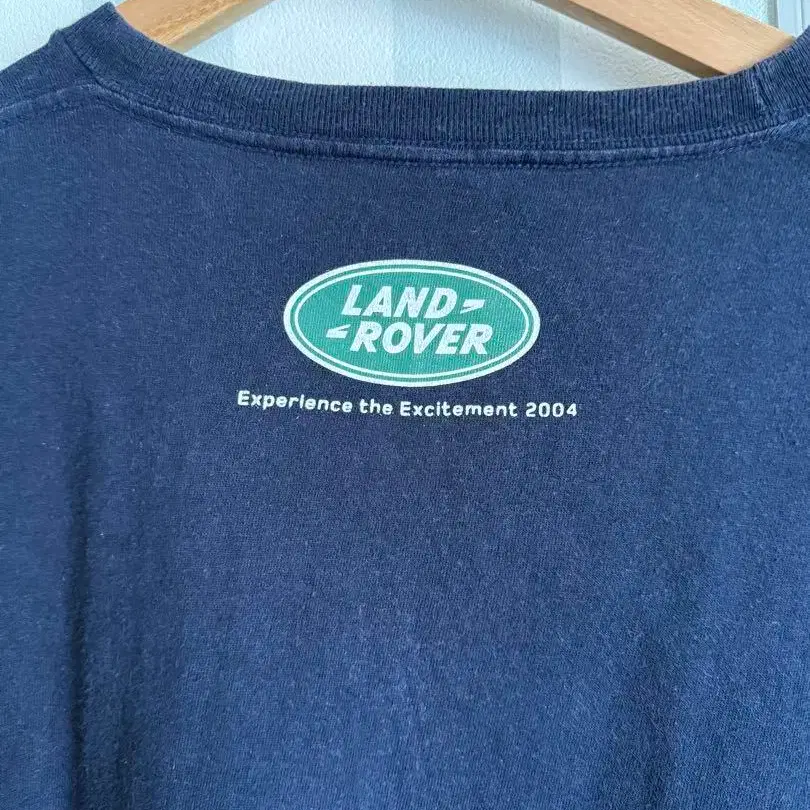 LAND
ROVER
Experience the Excitement 2004